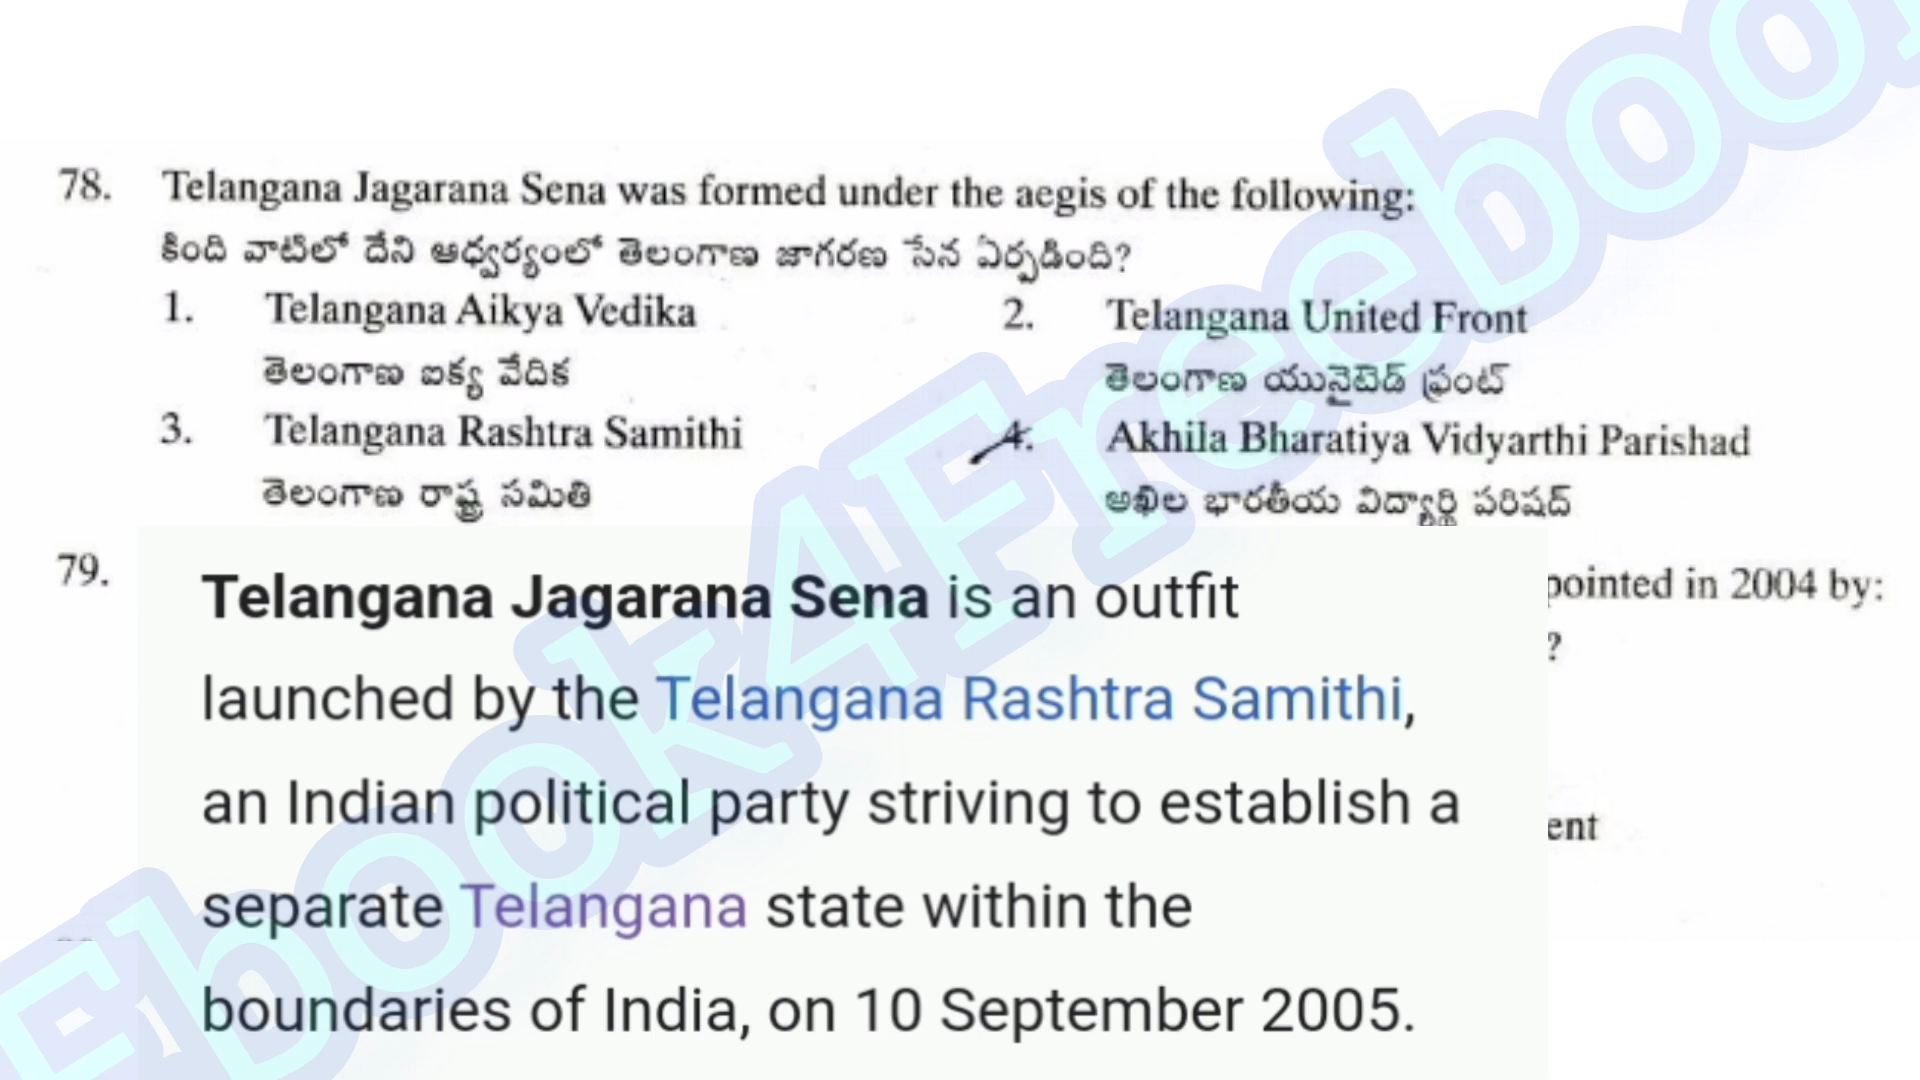 78. Telangana Jagarana Sena was formed under the aegis of the following:
కింది వాటిలో దేని ఆధ్వర్యంలో తెలంగాణ జాగరణ సేన ఏర్పడింది?
1. Telangana Aikya Vedika 2. Telangana United Front
తెలంగాణ ఐక్య వేదిక తెలంగాణ యునైటెడ్ ఫ్రంట్
3. Telangana Rashtra Samithi 4. Akhila Bharatiya Vidyarthi Parishad
తెలంగాణ రాష్ట్ర సమితి అఖిల భారతీయ విద్యార్థి పరిషద్
79. pointed in 2004 by:
?
ent
Telangana Jagarana Sena is an outfit
launched by the Telangana Rashtra Samithi,
an Indian political party striving to establish a
separate Telangana state within the
boundaries of India, on 10 September 2005.
Ebook4Freebook